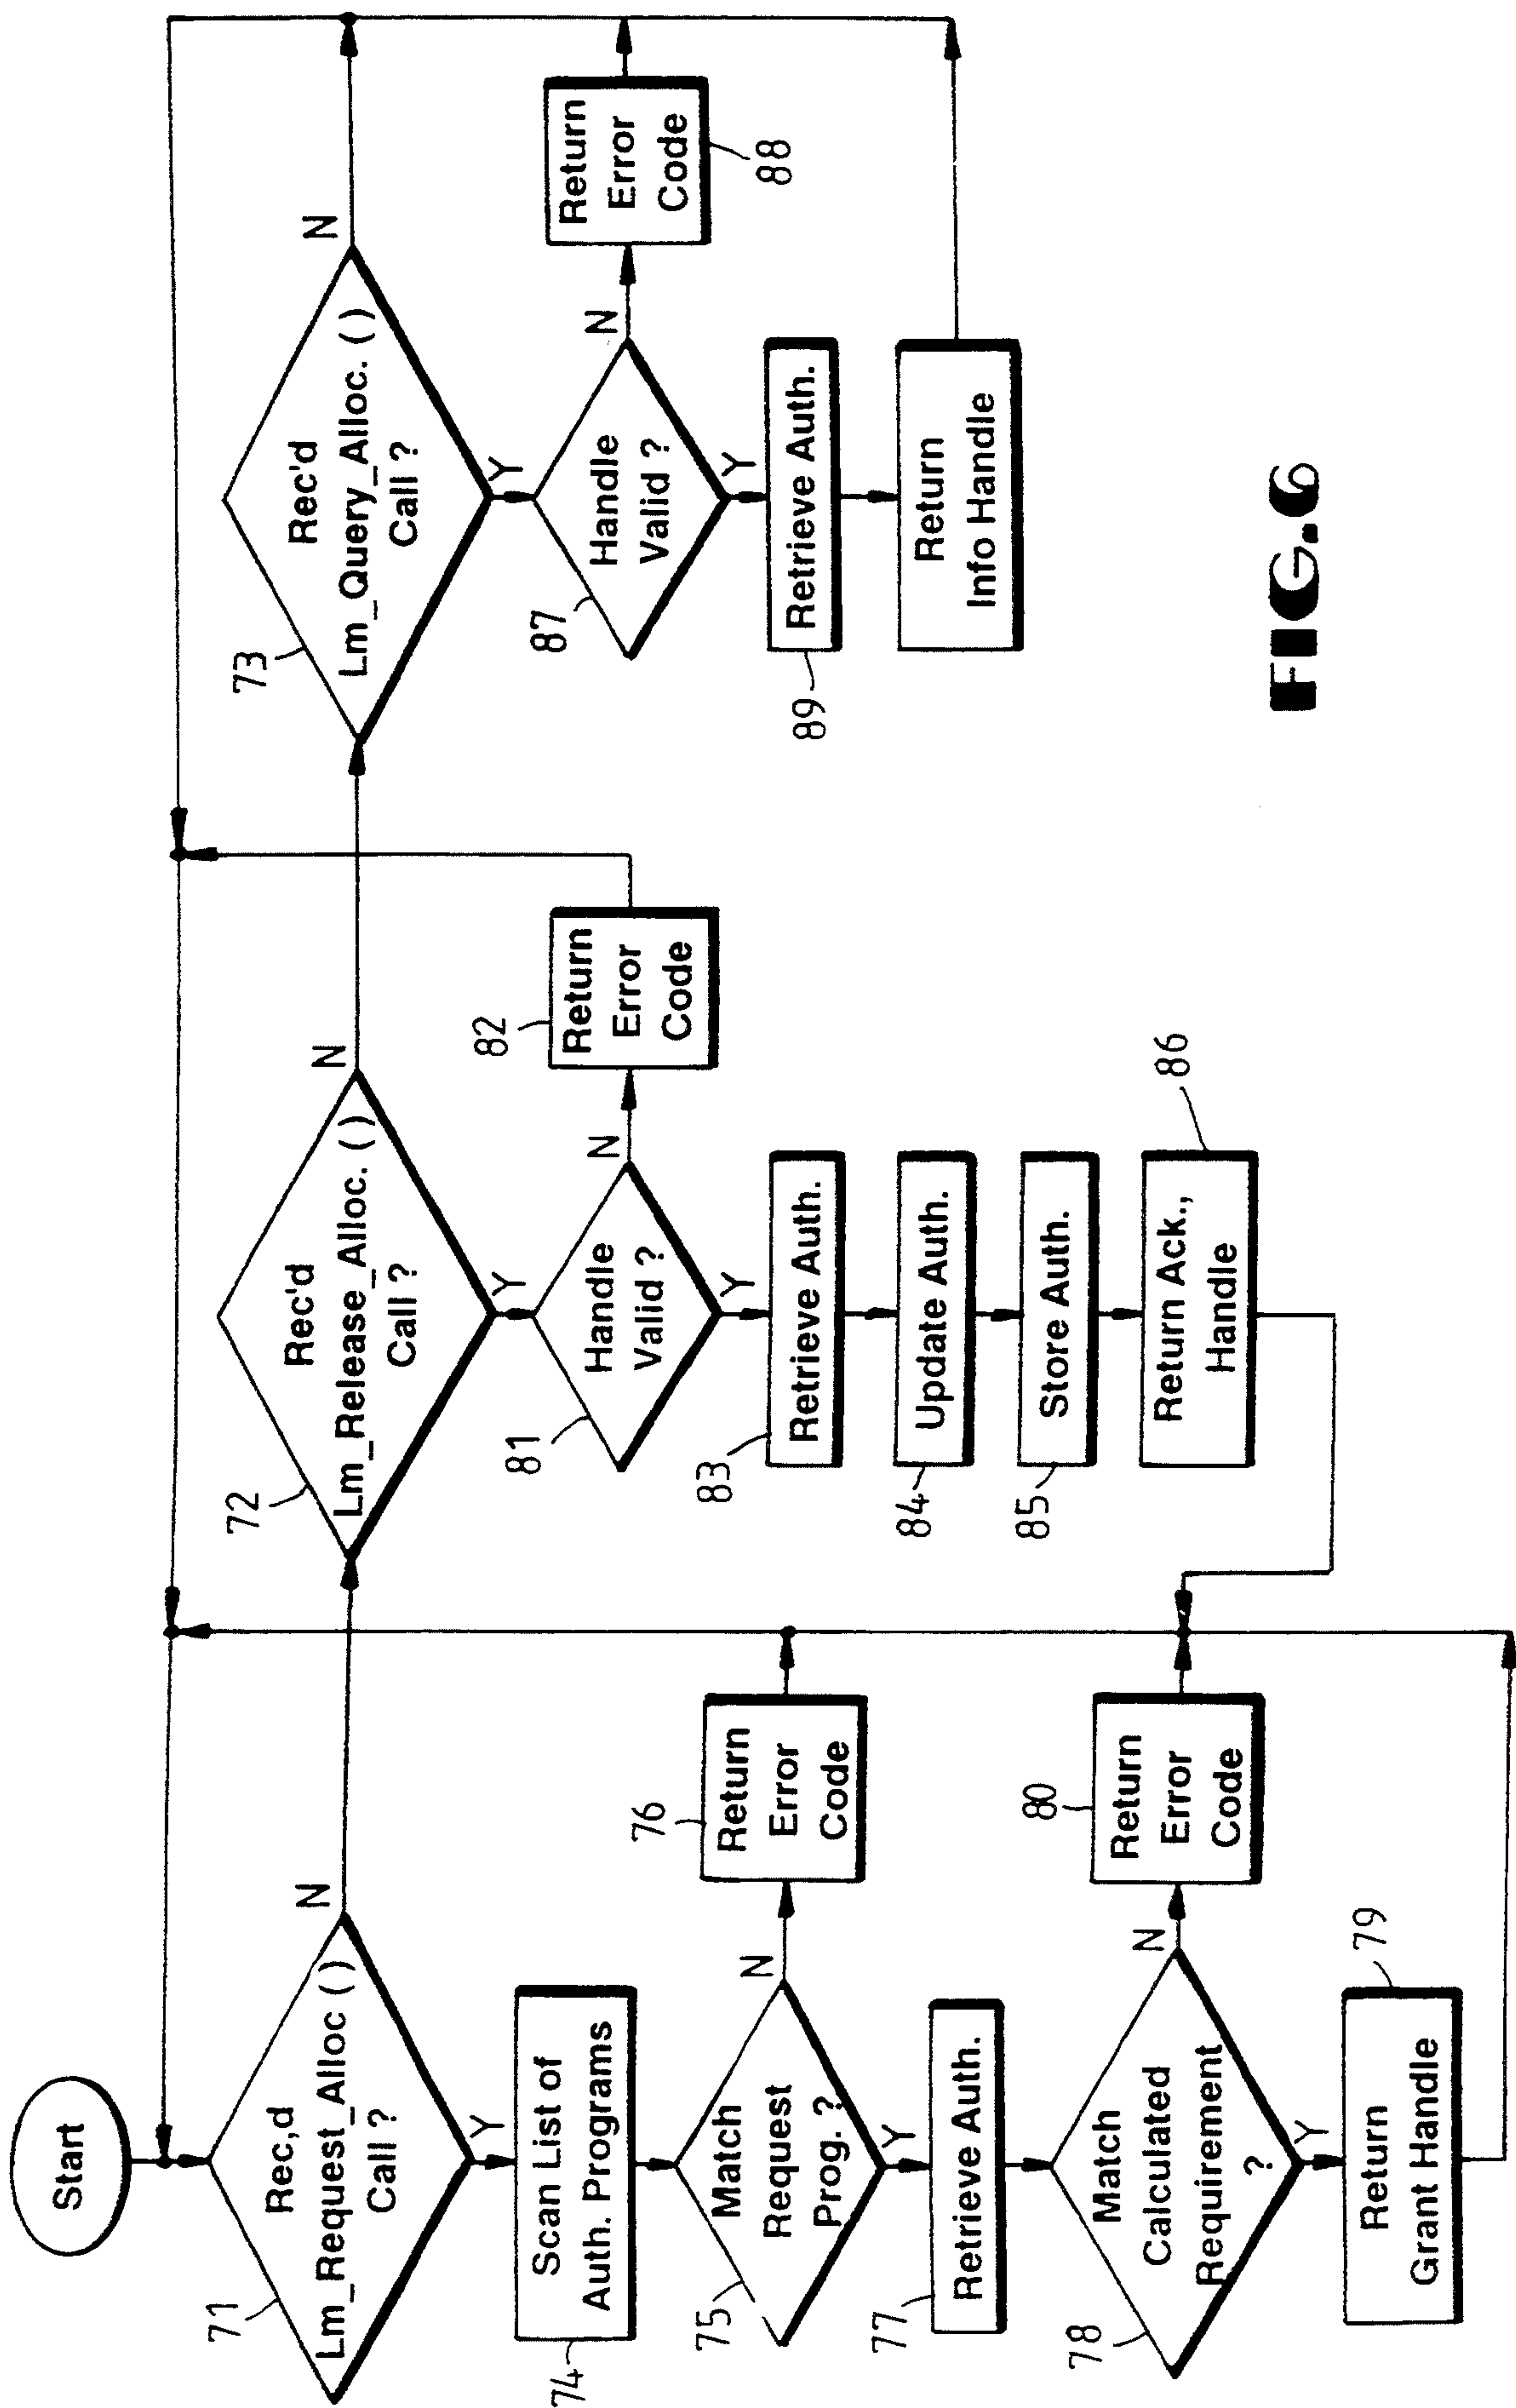 Start
71
Rec,d
Lm_Request_Alloc ( )
Call ?
N
Y
74
Scan List of
Auth. Programs
75
Match
Request
Prog. ?
N
76
Return
Error
Code
Y
77
Retrieve Auth.
78
Match
Calculated
Requirement
?
N
80
Return
Error
Code
Y
79
Return
Grant Handle
72
Rec'd
Lm_Release_Alloc. ( )
Call ?
N
Y
81
Handle
Valid ?
N
82
Return
Error
Code
Y
83
Retrieve Auth.
84
Update Auth.
85
Store Auth.
86
Return Ack.,
Handle
73
Rec'd
Lm_Query_Alloc. ( )
Call ?
N
Y
87
Handle
Valid ?
N
88
Return
Error
Code
Y
89
Retrieve Auth.
Return
Info Handle
FIG.6